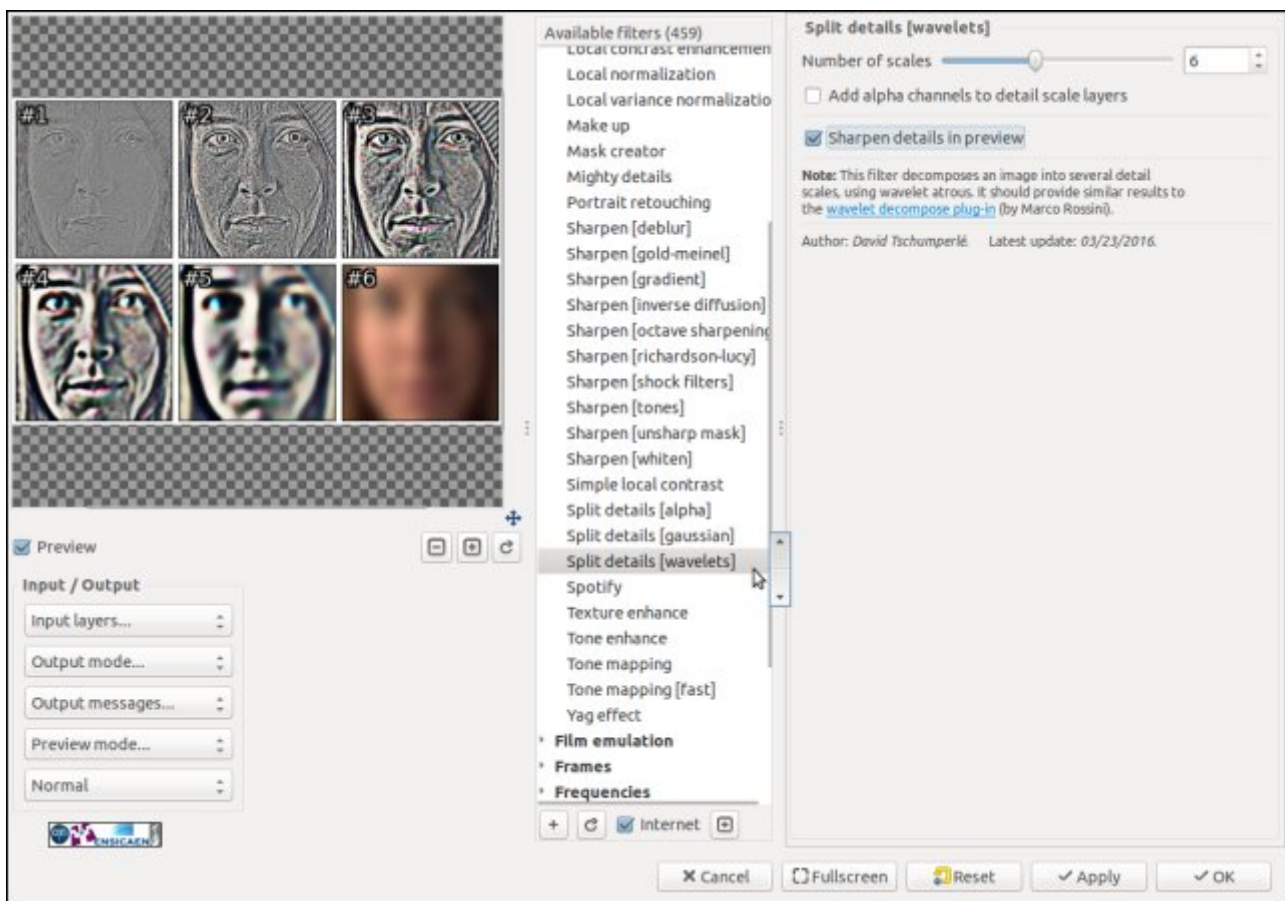 #1
#2
#3
#4
#5
#6
Preview
Input / Output
Input layers...
Output mode...
Output messages...
Preview mode...
Normal
ENSICAEN
Available filters (459)
Local contrast enhancemen
Local normalization
Local variance normalizatio
Make up
Mask creator
Mighty details
Portrait retouching
Sharpen [deblur]
Sharpen [gold-meinel]
Sharpen [gradient]
Sharpen [inverse diffusion]
Sharpen [octave sharpening
Sharpen [richardson-lucy]
Sharpen [shock filters]
Sharpen [tones]
Sharpen [unsharp mask]
Sharpen [whiten]
Simple local contrast
Split details [alpha]
Split details [gaussian]
Split details [wavelets]
Spotify
Texture enhance
Tone enhance
Tone mapping
Tone mapping [fast]
Yag effect
Film emulation
Frames
Frequencies
+ Internet
Split details [wavelets]
Number of scales 6
Add alpha channels to detail scale layers
Sharpen details in preview
Note: This filter decomposes an image into several detail
scales, using wavelet atrous. It should provide similar results to
the wavelet decompose plug-in (by Marco Rossini).
Author: David Tschumperlé. Latest update: 03/23/2016.
Cancel Fullscreen Reset Apply OK